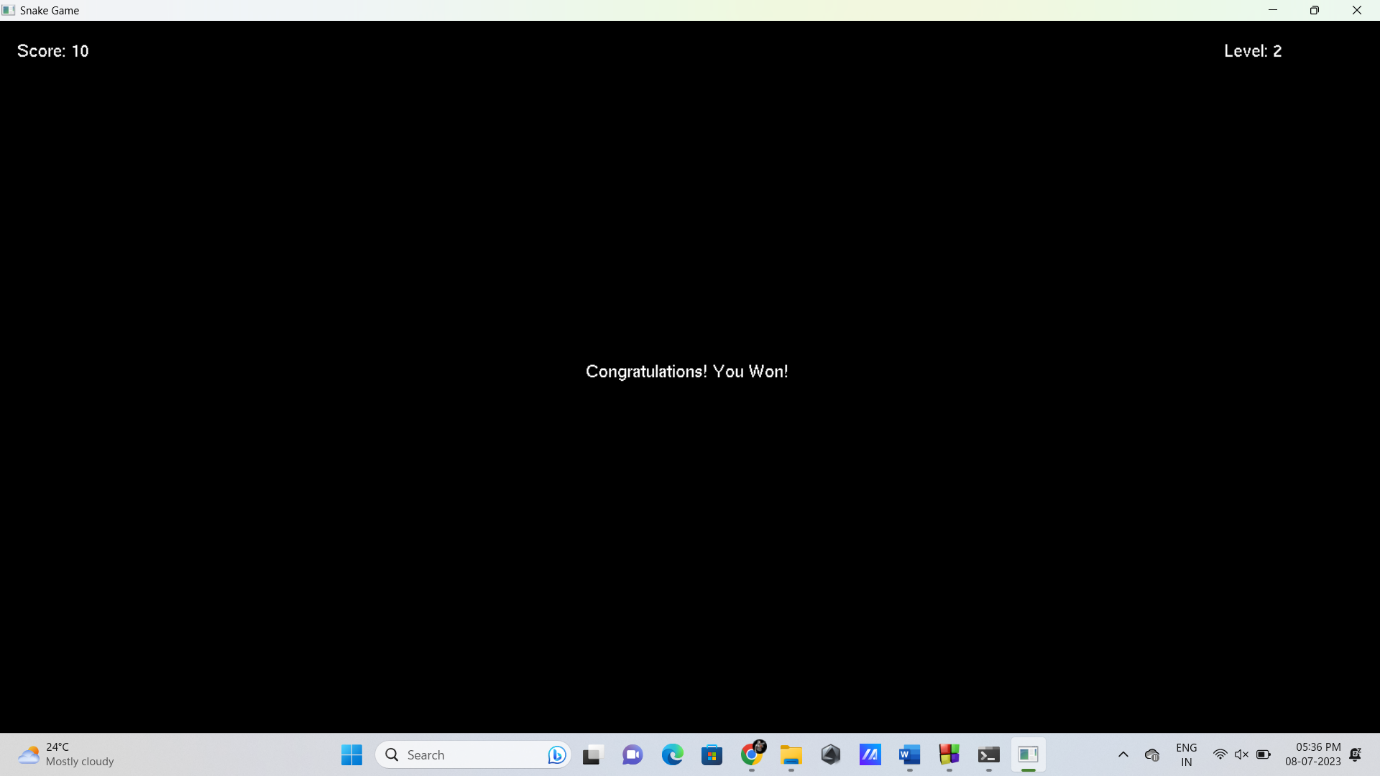 Snake Game
Score: 10
Level: 2
Congratulations! You Won!
24°C
Mostly cloudy
Search
ENG
IN
05:36 PM
08-07-2023